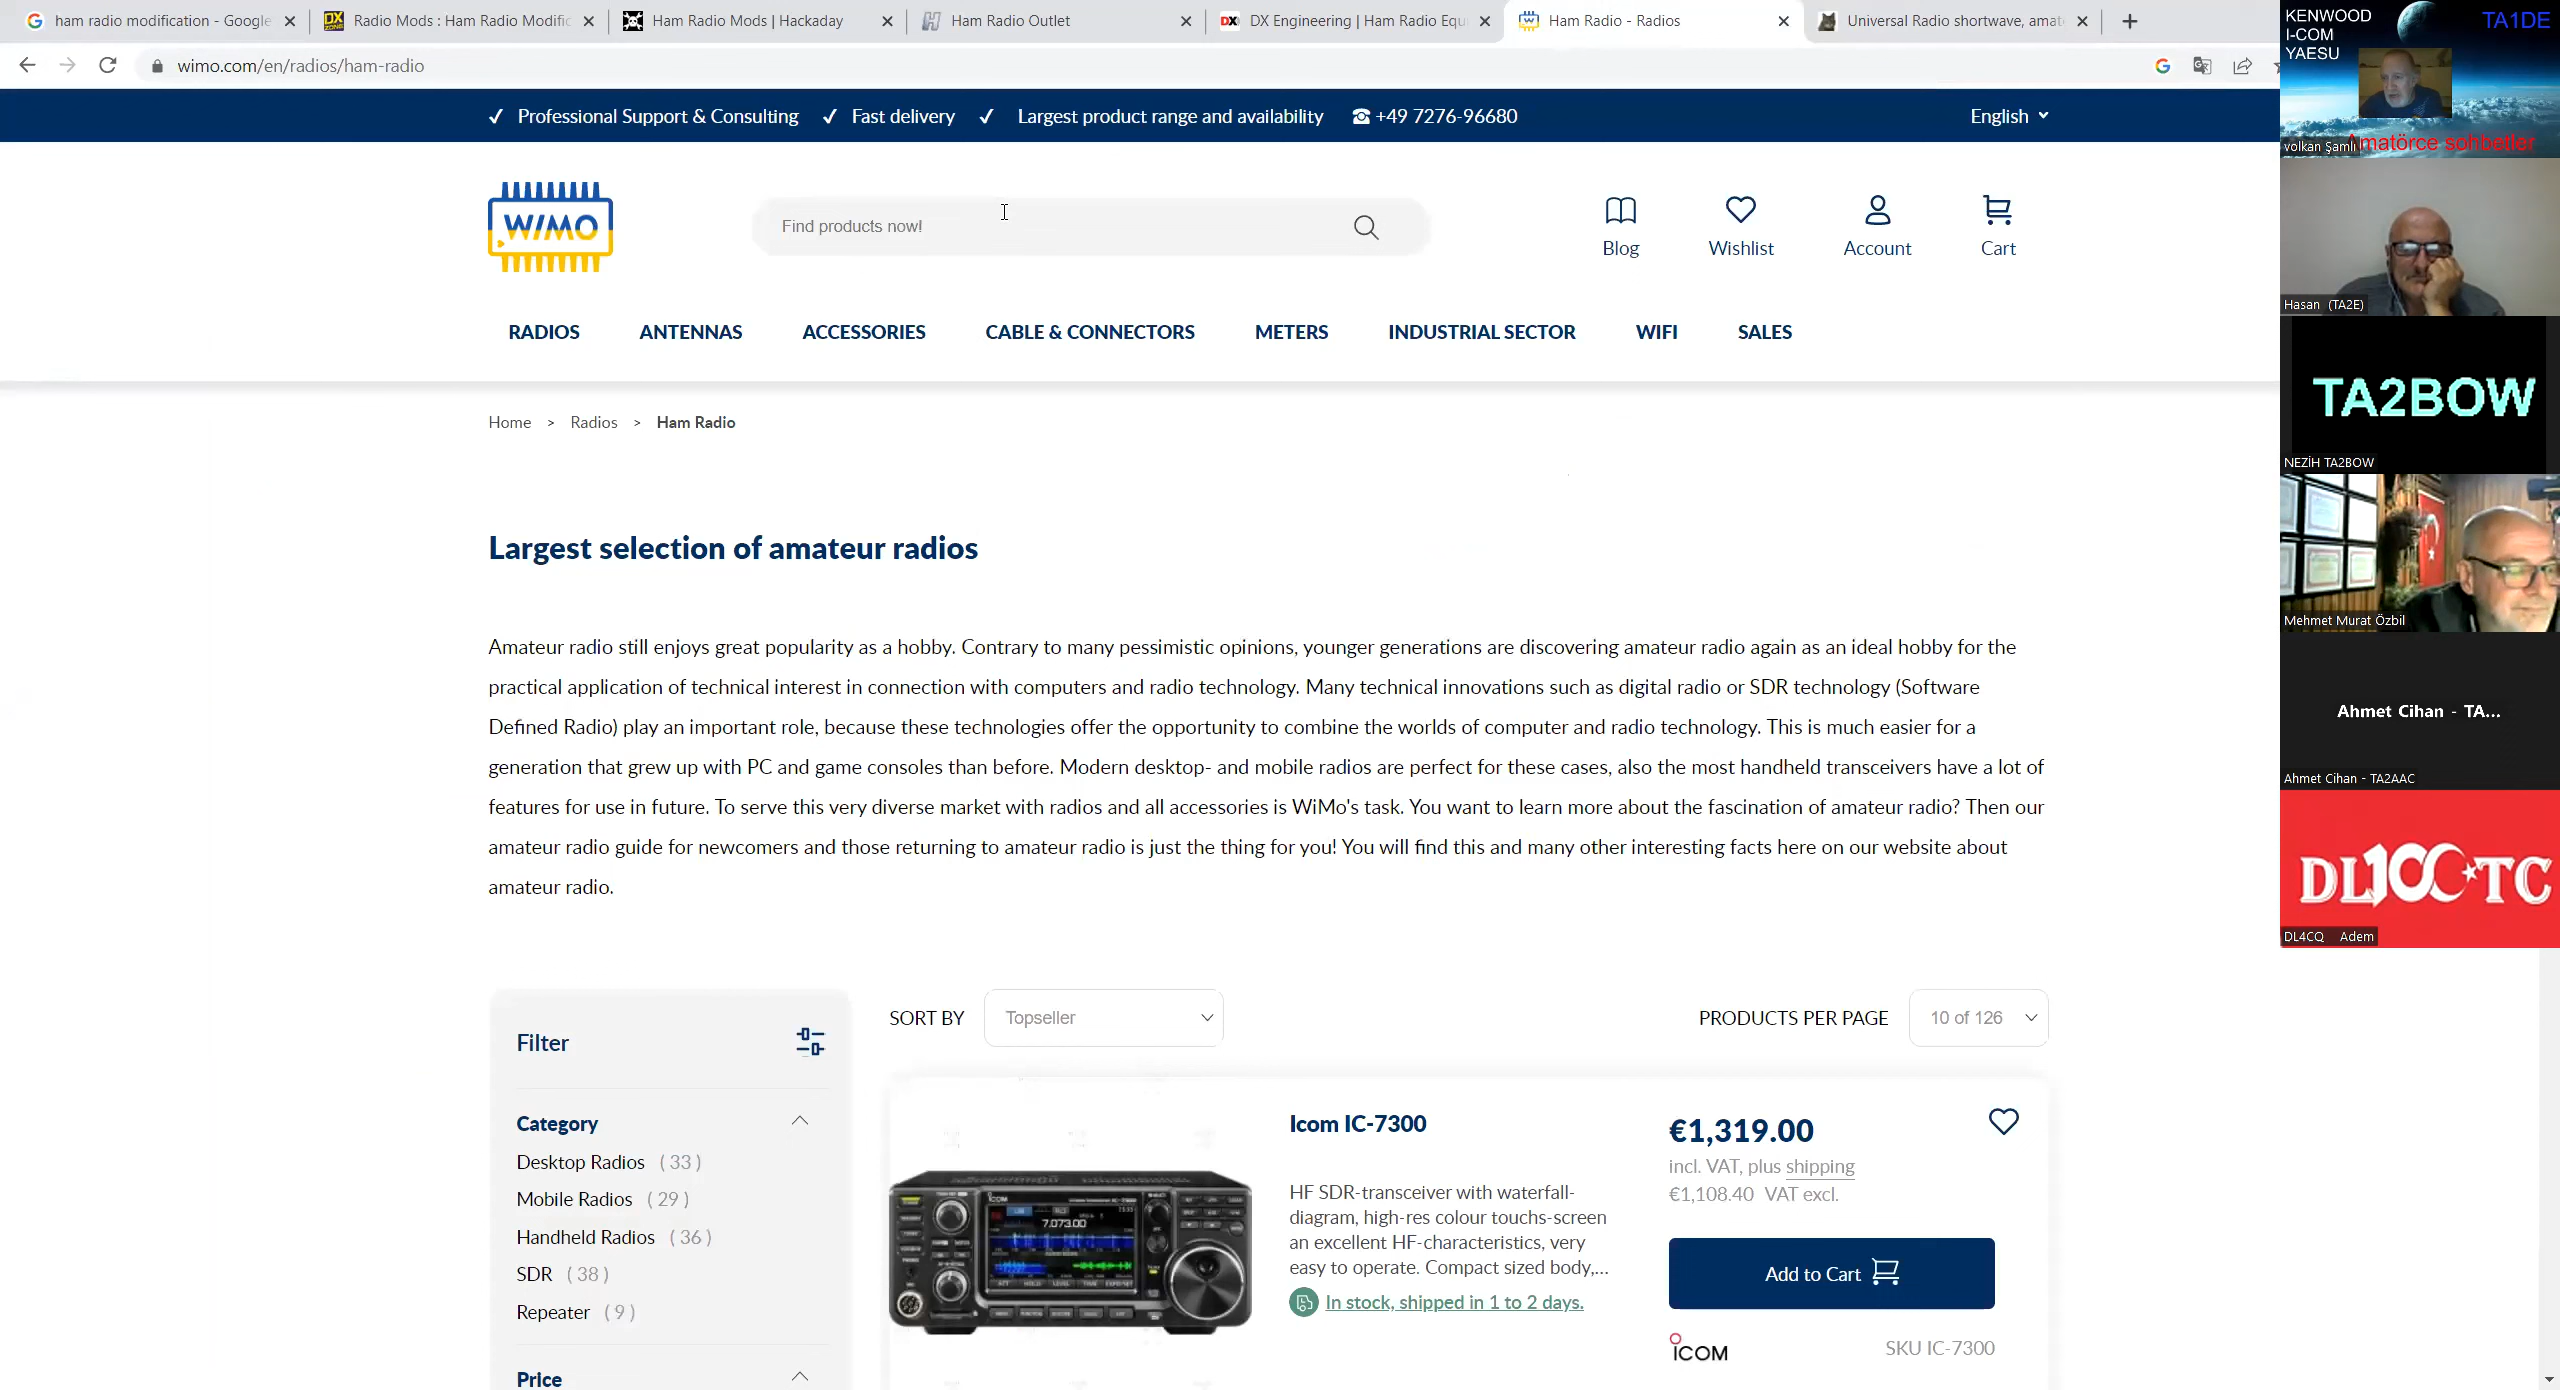 ham radio modification - Google
Radio Mods : Ham Radio Modific
Ham Radio Mods | Hackaday
Ham Radio Outlet
DX Engineering | Ham Radio Equ
Ham Radio - Radios
Universal Radio shortwave, amat
wimo.com/en/radios/ham-radio
Professional Support & Consulting
Fast delivery
Largest product range and availability
+49 7276-96680
English
WiMO
Find products now!
Blog
Wishlist
Account
Cart
RADIOS
ANTENNAS
ACCESSORIES
CABLE & CONNECTORS
METERS
INDUSTRIAL SECTOR
WIFI
SALES
Home > Radios > Ham Radio
Largest selection of amateur radios
Amateur radio still enjoys great popularity as a hobby. Contrary to many pessimistic opinions, younger generations are discovering amateur radio again as an ideal hobby for the
practical application of technical interest in connection with computers and radio technology. Many technical innovations such as digital radio or SDR technology (Software
Defined Radio) play an important role, because these technologies offer the opportunity to combine the worlds of computer and radio technology. This is much easier for a
generation that grew up with PC and game consoles than before. Modern desktop- and mobile radios are perfect for these cases, also the most handheld transceivers have a lot of
features for use in future. To serve this very diverse market with radios and all accessories is WiMo's task. You want to learn more about the fascination of amateur radio? Then our
amateur radio guide for newcomers and those returning to amateur radio is just the thing for you! You will find this and many other interesting facts here on our website about
amateur radio.
Filter
Category
Desktop Radios ( 33 )
Mobile Radios ( 29 )
Handheld Radios ( 36 )
SDR ( 38 )
Repeater ( 9 )
Price
SORT BY
Topseller
PRODUCTS PER PAGE
10 of 126
ICOM
7.073.00
Icom IC-7300
HF SDR-transceiver with waterfall-
diagram, high-res colour touchs-screen
an excellent HF-characteristics, very
easy to operate. Compact sized body,...
In stock, shipped in 1 to 2 days.
€1,319.00
incl. VAT, plus shipping
€1,108.40 VAT excl.
Add to Cart
ICOM
SKU IC-7300
KENWOOD
I-COM
YAESU
TA1DE
Amatörce sohbetler
volkan Şamlı
Hasan (TA2E)
TA2BOW
NEZİH TA2BOW
Mehmet Murat Özbil
Ahmet Cihan - TA...
Ahmet Cihan - TA2AAC
DL100TC
DL4CQ Adem